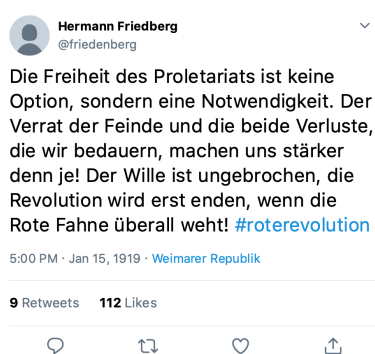 Hermann Friedberg
@friedenberg
Die Freiheit des Proletariats ist keine
Option, sondern eine Notwendigkeit. Der
Verrat der Feinde und die beide Verluste,
die wir bedauern, machen uns stärker
denn je! Der Wille ist ungebrochen, die
Revolution wird erst enden, wenn die
Rote Fahne überall weht! #roterevolution
5:00 PM · Jan 15, 1919 · Weimarer Republik
9 Retweets 112 Likes